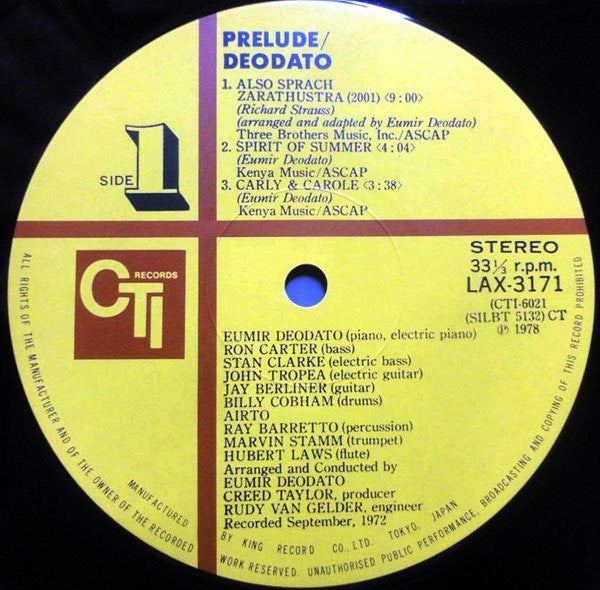 PRELUDE/
DEODATO
1. ALSO SPRACH
ZARATHUSTRA (2001) <9:00>
(Richard Strauss)
(arranged and adapted by Eumir Deodato)
Three Brothers Music, Inc./ASCAP
2. SPIRIT OF SUMMER <4:04>
(Eumir Deodato)
Kenya Music/ASCAP
3. CARLY & CAROLE <3:38>
(Eumir Deodato)
Kenya Music/ASCAP
SIDE 1
CTI RECORDS
STEREO
33⅓ r.p.m.
LAX-3171
(CTI-6021
(SILBT 5132) CT
Ⓟ 1978
EUMIR DEODATO (piano, electric piano)
RON CARTER (bass)
STAN CLARKE (electric bass)
JOHN TROPEA (electric guitar)
JAY BERLINER (guitar)
BILLY COBHAM (drums)
AIRTO
RAY BARRETTO (percussion)
MARVIN STAMM (trumpet)
HUBERT LAWS (flute)
Arranged and Conducted by
EUMIR DEODATO
CREED TAYLOR, producer
RUDY VAN GELDER, engineer
Recorded September, 1972
MANUFACTURED BY KING RECORD CO., LTD. TOKYO, JAPAN
ALL RIGHTS OF THE MANUFACTURER AND OF THE OWNER OF THE RECORDED WORK RESERVED. UNAUTHORISED PUBLIC PERFORMANCE, BROADCASTING AND COPYING OF THIS RECORD PROHIBITED